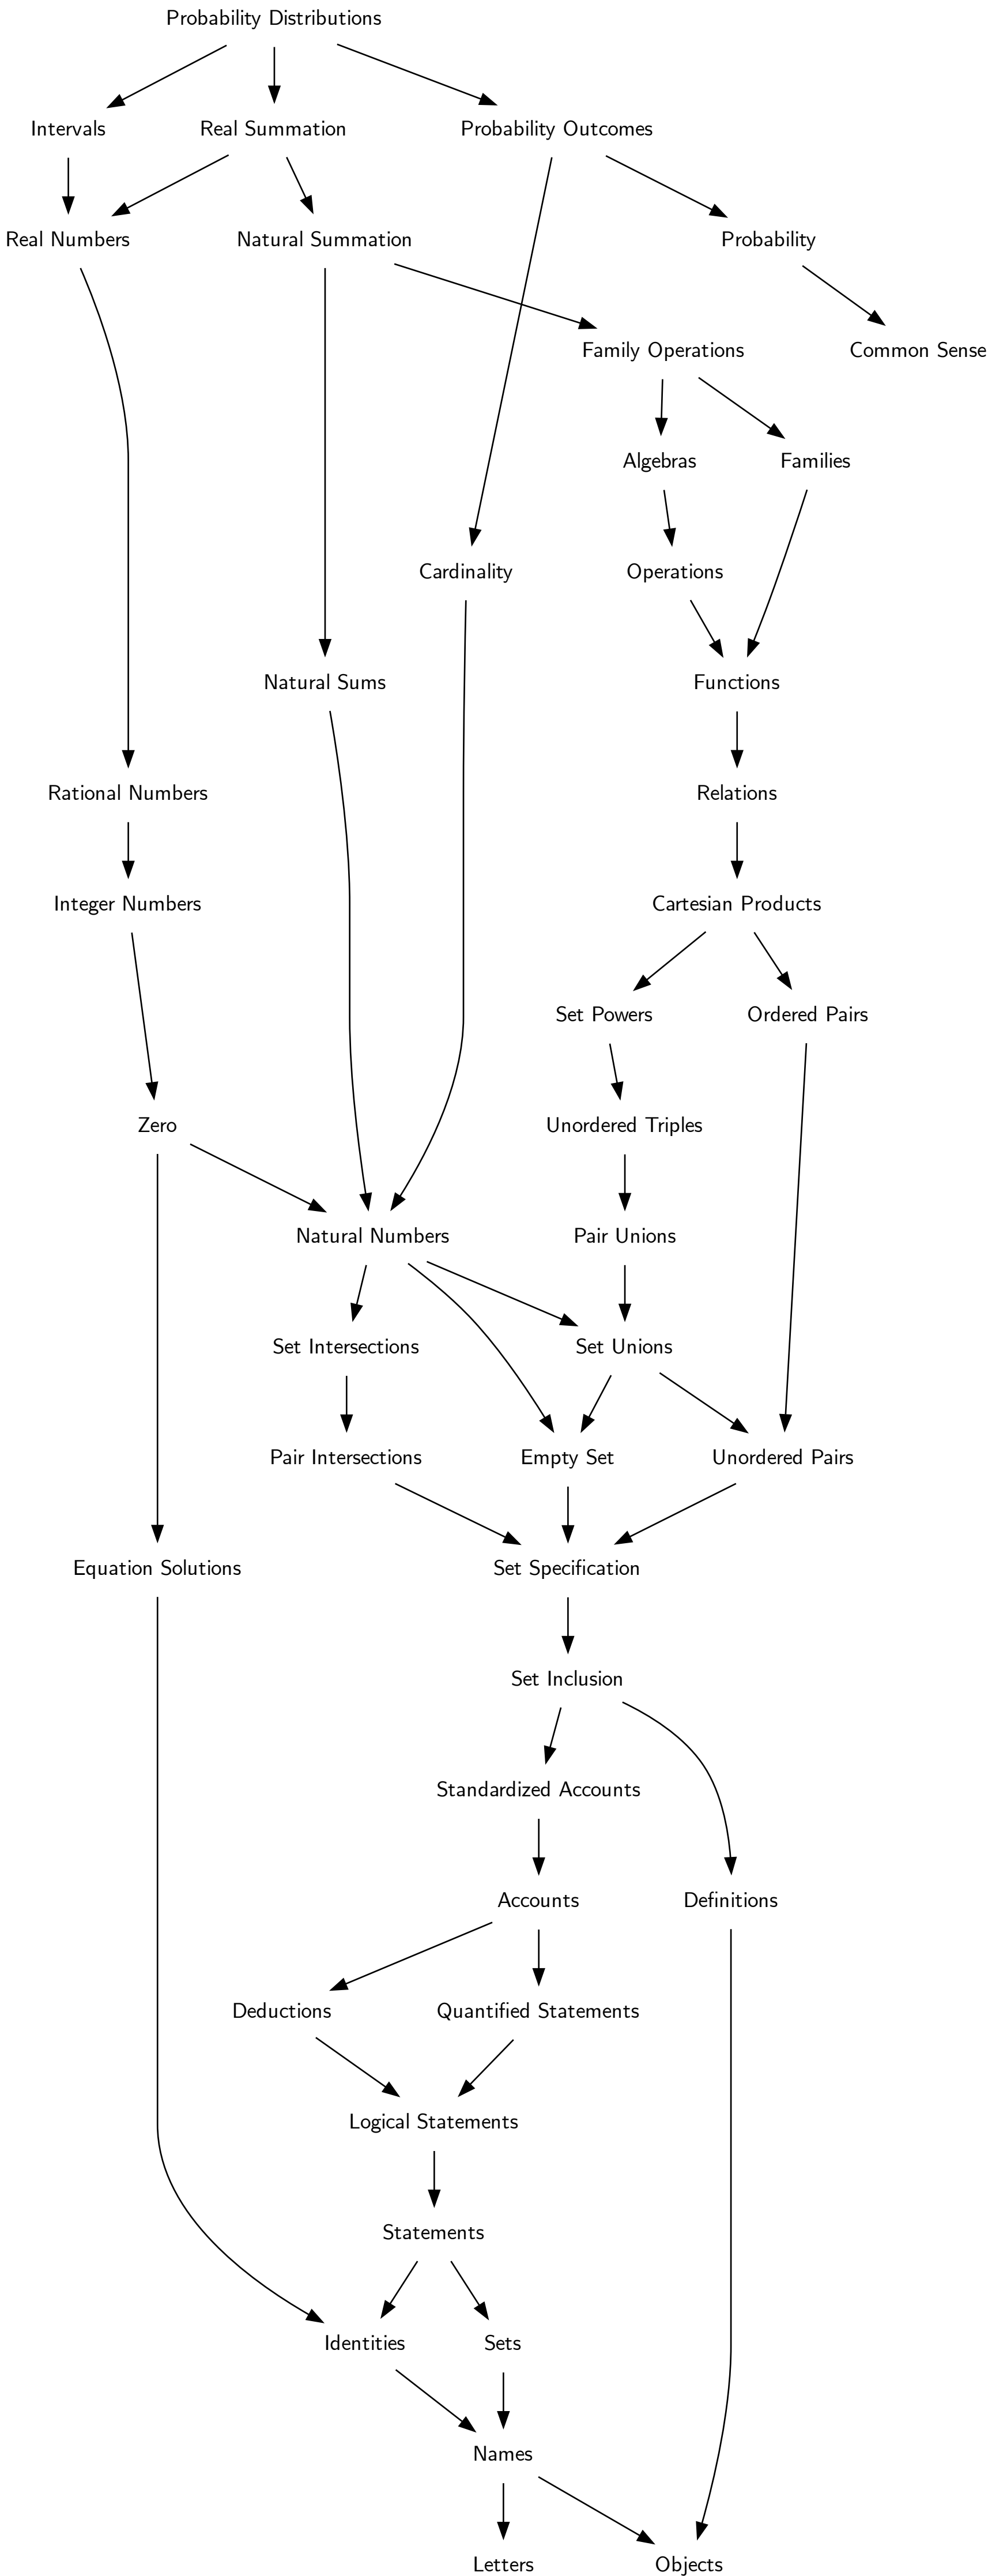 Probability Distributions
Intervals
Real Summation
Probability Outcomes
Real Numbers
Natural Summation
Probability
Family Operations
Common Sense
Algebras
Families
Cardinality
Operations
Natural Sums
Functions
Rational Numbers
Relations
Integer Numbers
Cartesian Products
Set Powers
Ordered Pairs
Zero
Unordered Triples
Natural Numbers
Pair Unions
Set Intersections
Set Unions
Pair Intersections
Empty Set
Unordered Pairs
Equation Solutions
Set Specification
Set Inclusion
Standardized Accounts
Accounts
Definitions
Deductions
Quantified Statements
Logical Statements
Statements
Identities
Sets
Names
Letters
Objects